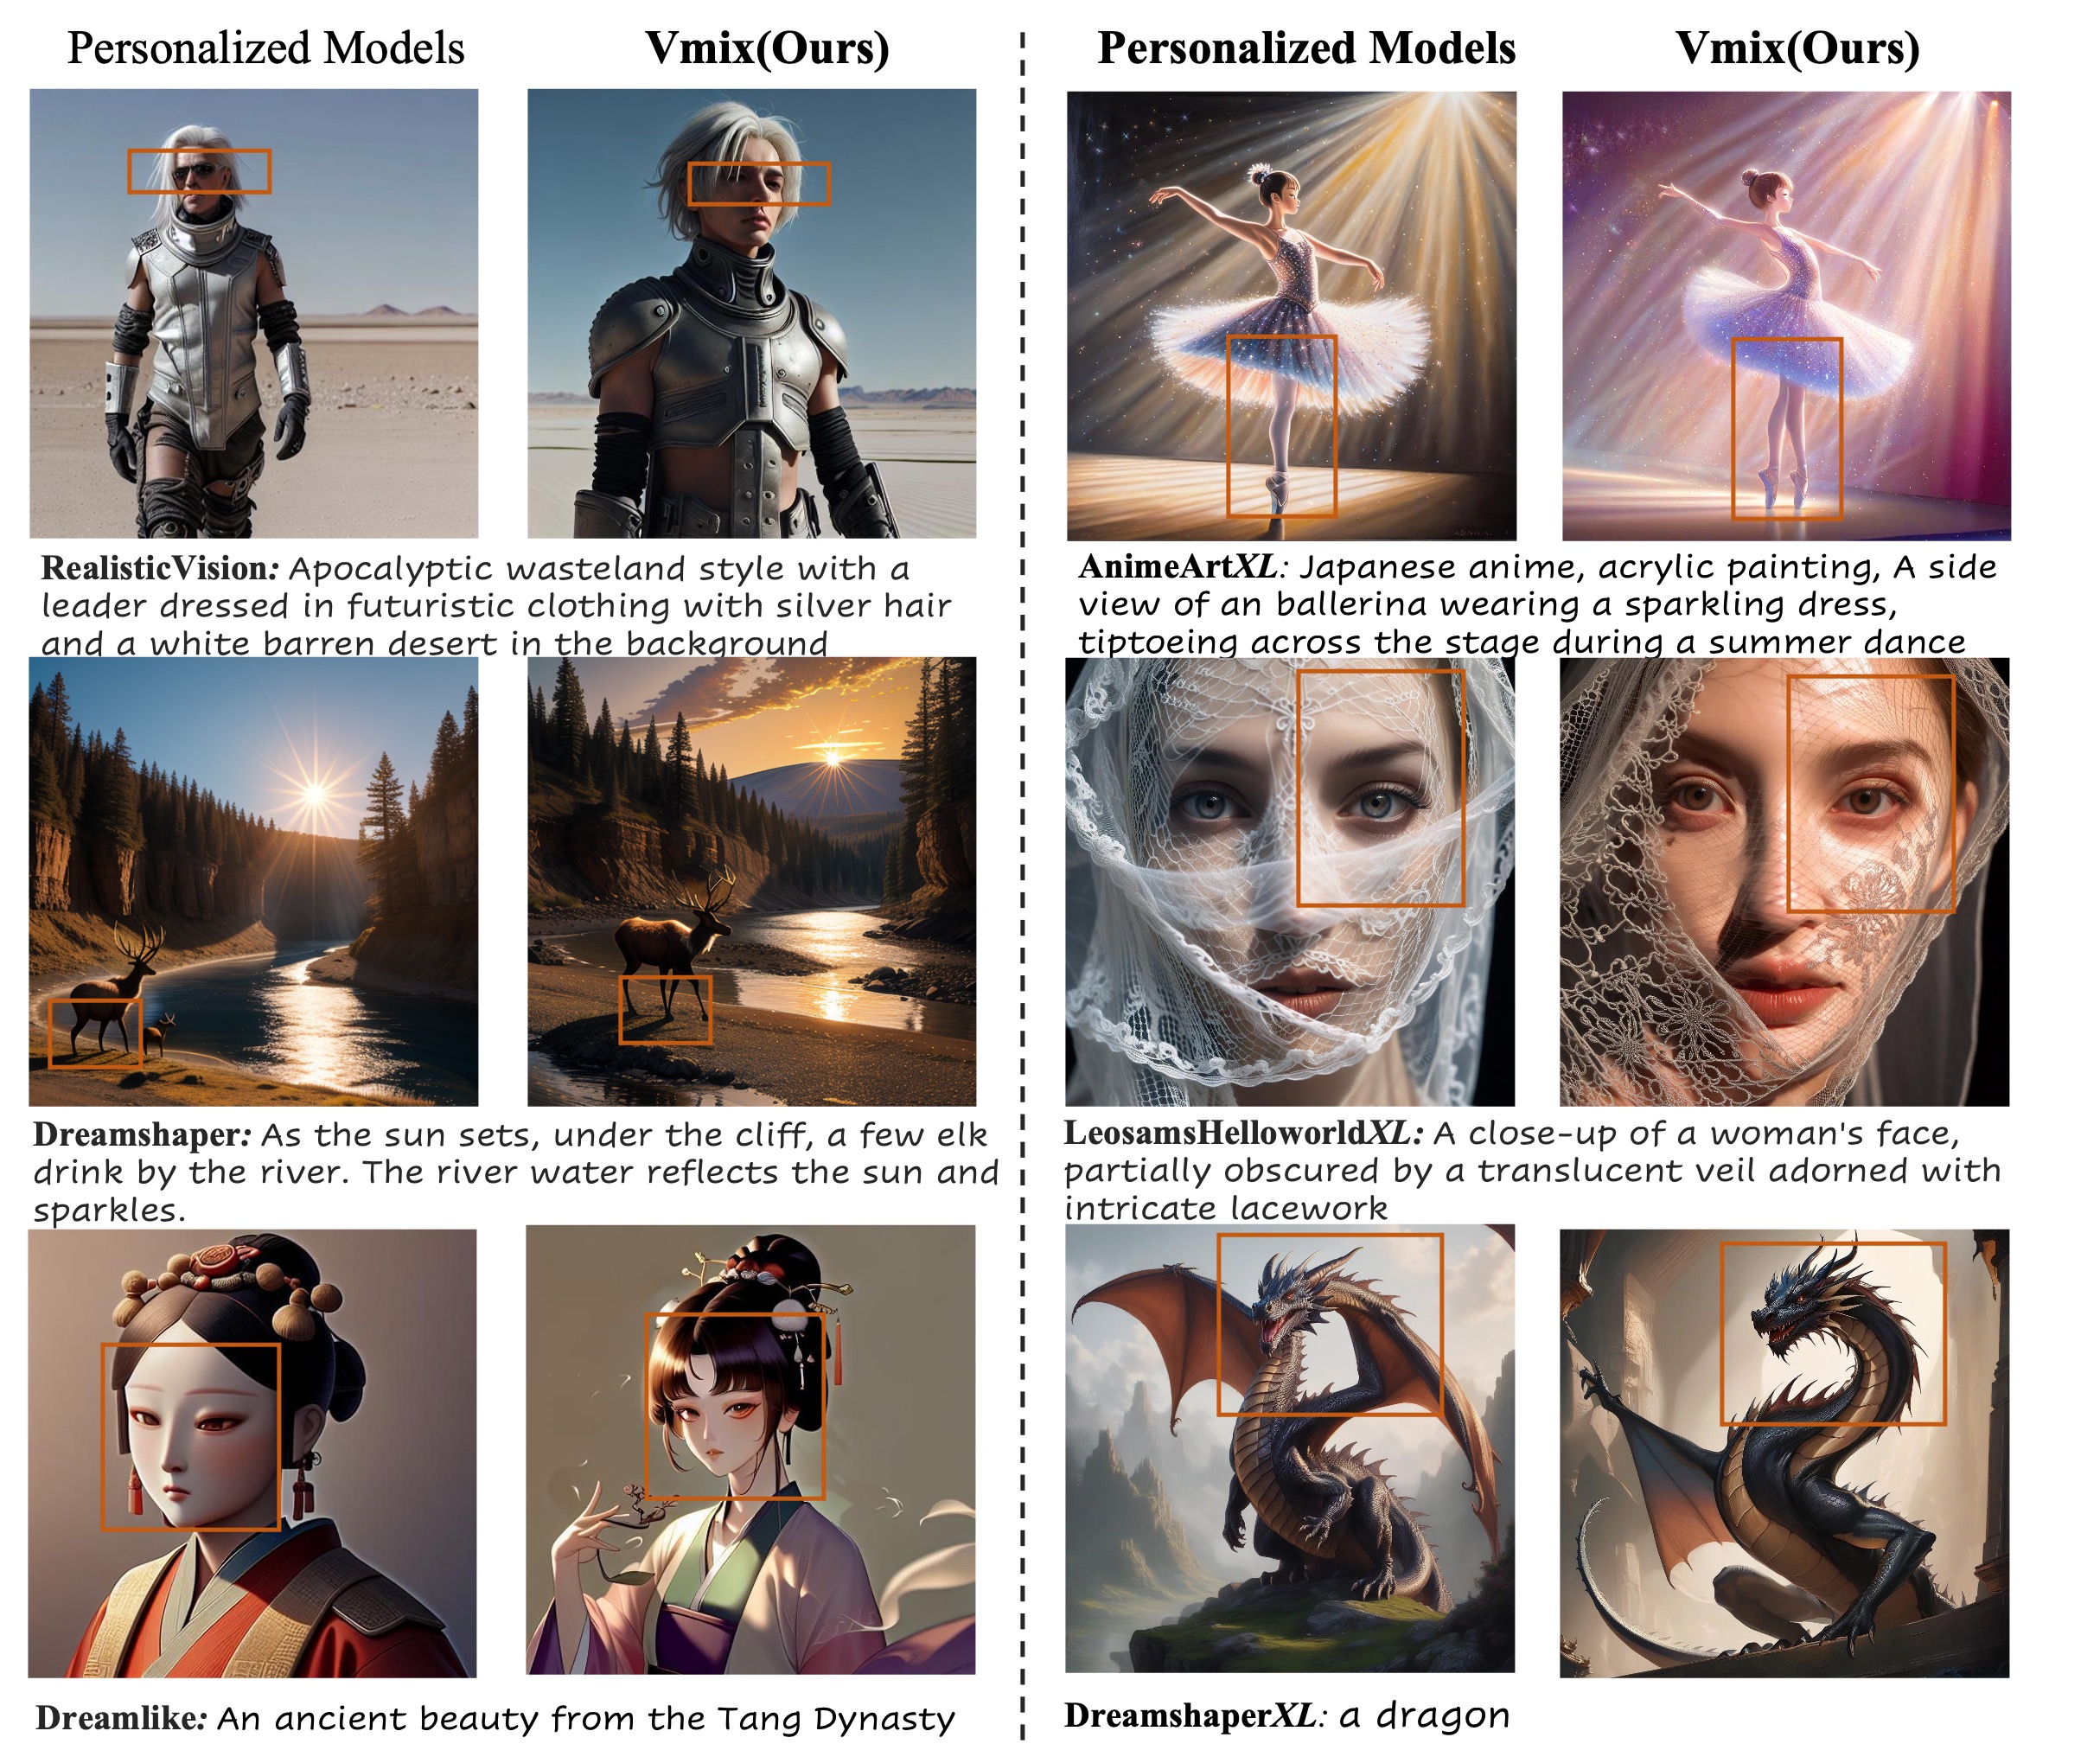 Personalized Models
Vmix(Ours)
Personalized Models
Vmix(Ours)
RealisticVision: Apocalyptic wasteland style with a
leader dressed in futuristic clothing with silver hair
and a white barren desert in the background
AnimeArtXL: Japanese anime, acrylic painting, A side
view of an ballerina wearing a sparkling dress,
tiptoeing across the stage during a summer dance
Dreamshaper: As the sun sets, under the cliff, a few elk
drink by the river. The river water reflects the sun and
sparkles.
LeosamsHelloworldXL: A close-up of a woman's face,
partially obscured by a translucent veil adorned with
intricate lacework
Dreamlike: An ancient beauty from the Tang Dynasty
DreamshaperXL: a dragon